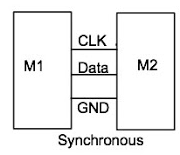 CLK
M1
Data
M2
GND
Synchronous